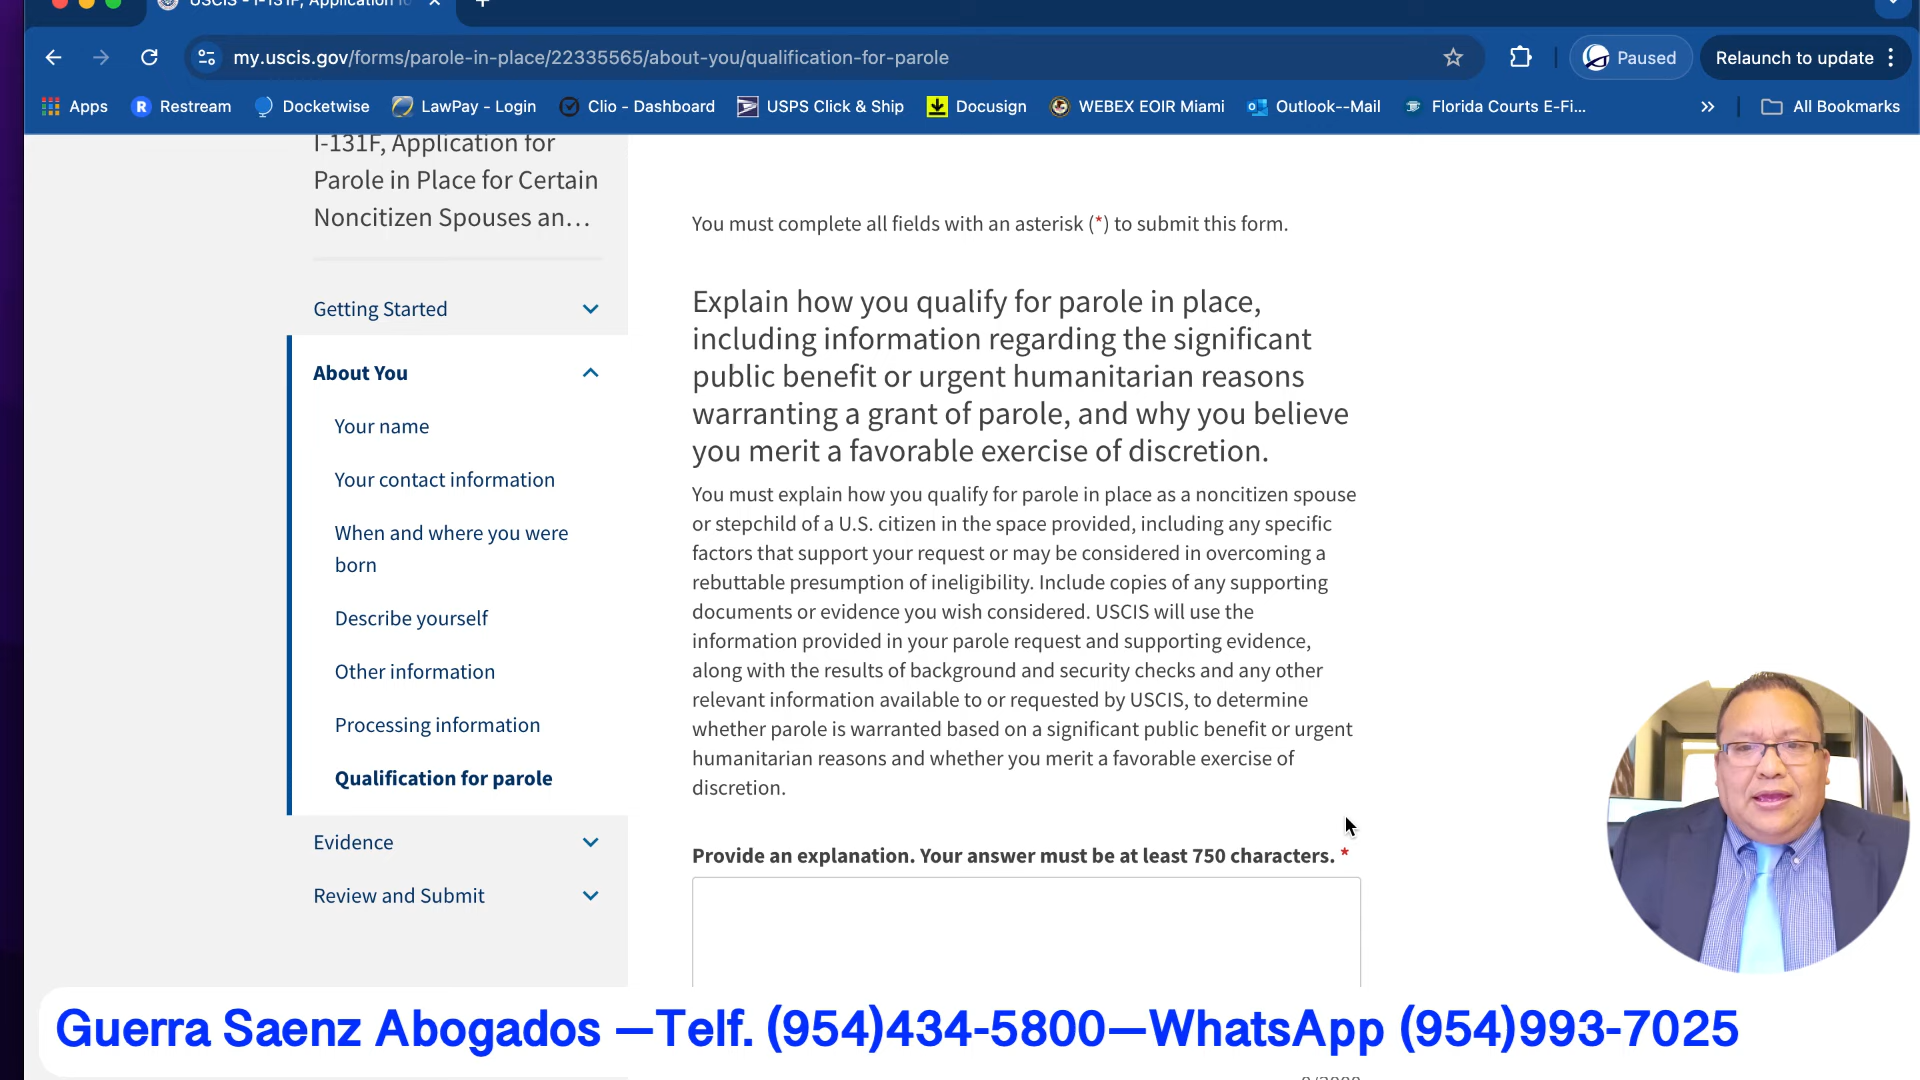 USCIS - I-131F, Application fo
my.uscis.gov/forms/parole-in-place/22335565/about-you/qualification-for-parole
Paused
Relaunch to update
Apps
Restream
Docketwise
LawPay - Login
Clio - Dashboard
USPS Click & Ship
Docusign
WEBEX EOIR Miami
Outlook--Mail
Florida Courts E-Fi...
All Bookmarks
I-131F, Application for
Parole in Place for Certain
Noncitizen Spouses an...
Getting Started
About You
Your name
Your contact information
When and where you were
born
Describe yourself
Other information
Processing information
Qualification for parole
Evidence
Review and Submit
You must complete all fields with an asterisk (*) to submit this form.
Explain how you qualify for parole in place,
including information regarding the significant
public benefit or urgent humanitarian reasons
warranting a grant of parole, and why you believe
you merit a favorable exercise of discretion.
You must explain how you qualify for parole in place as a noncitizen spouse
or stepchild of a U.S. citizen in the space provided, including any specific
factors that support your request or may be considered in overcoming a
rebuttable presumption of ineligibility. Include copies of any supporting
documents or evidence you wish considered. USCIS will use the
information provided in your parole request and supporting evidence,
along with the results of background and security checks and any other
relevant information available to or requested by USCIS, to determine
whether parole is warranted based on a significant public benefit or urgent
humanitarian reasons and whether you merit a favorable exercise of
discretion.
Provide an explanation. Your answer must be at least 750 characters. *
Guerra Saenz Abogados —Telf. (954)434-5800—WhatsApp (954)993-7025